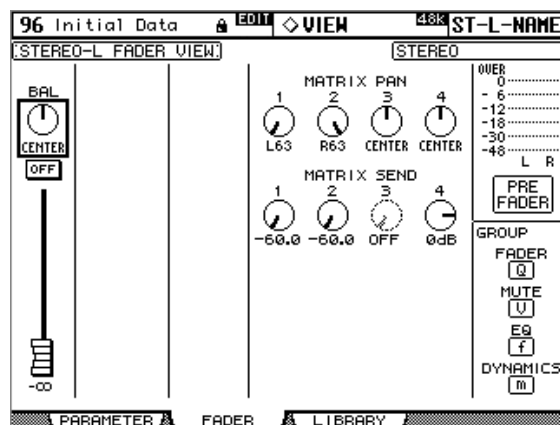 96 Initial Data EDIT VIEW 48K ST-L-NAME
STEREO-L FADER VIEW STEREO
BAL
CENTER
OFF
-∞
MATRIX PAN
1 2 3 4
L63 R63 CENTER CENTER
MATRIX SEND
1 2 3 4
-60.0 -60.0 OFF 0dB
OVER
0
- 6
-12
-18
-30
-48
L R
PRE
FADER
GROUP
FADER
Q
MUTE
V
EQ
f
DYNAMICS
m
PARAMETER FADER LIBRARY